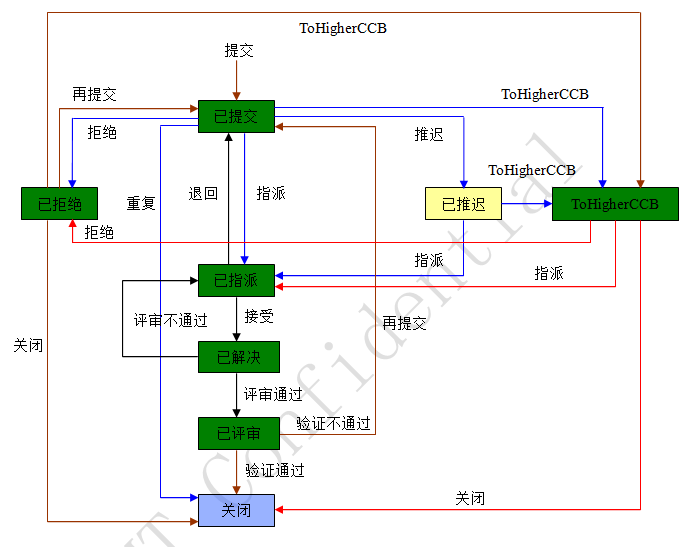 ToHigherCCB
提交
再提交
ToHigherCCB
已提交
拒绝
推迟
ToHigherCCB
退回
指派
重复
已拒绝
已推迟
ToHigherCCB
拒绝
指派
指派
已指派
评审不通过
接受
再提交
关闭
已解决
评审通过
验证不通过
已评审
验证通过
关闭
关闭
Confidential